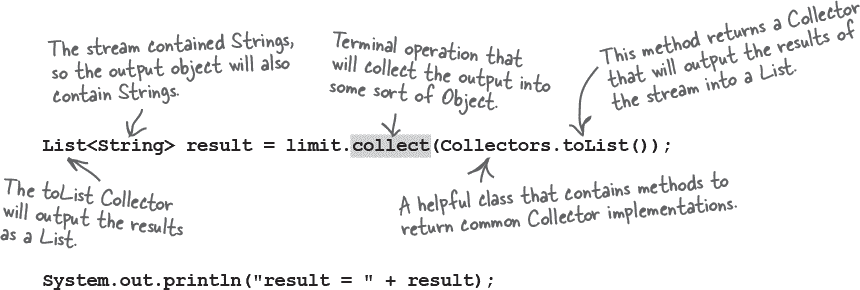 The stream contained Strings,
so the output object will also
contain Strings.
Terminal operation that
will collect the output into
some sort of Object.
This method returns a Collector
that will output the results of
the stream into a List.
List<String> result = limit.collect(Collectors.toList());
The toList Collector
will output the results
as a List.
A helpful class that contains methods to
return common Collector implementations.
System.out.println("result = " + result);